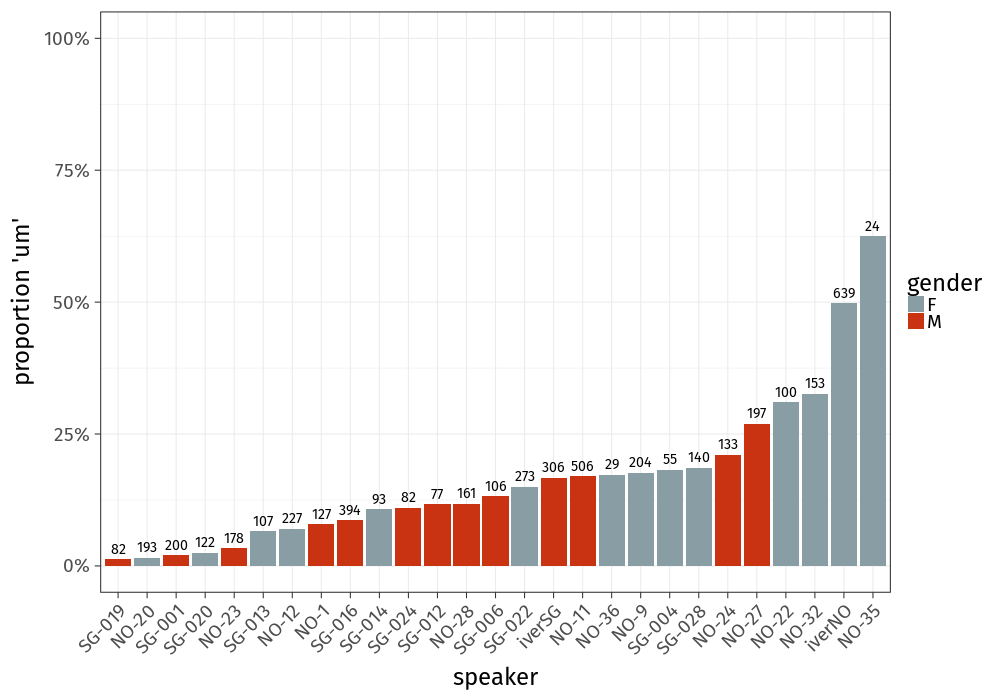 100%
75%
50%
25%
0%
proportion 'um'
82 193 200 122 178 107 227 127 394 93 82 77 161 106 273 306 506 29 204 55 140 133 197 100 153 639 24
SG-019 NO-20 SG-001 SG-020 NO-23 SG-013 NO-12 NO-1 SG-016 SG-014 SG-024 SG-012 NO-28 SG-006 SG-022 iverSG NO-11 NO-36 NO-9 SG-004 SG-028 NO-24 NO-27 NO-22 NO-32 iverNO NO-35
speaker
gender
F
M